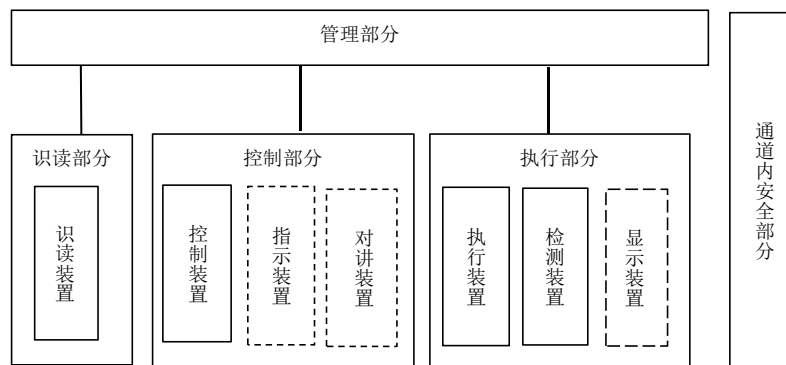 管理部分
识读部分
识读装置
控制部分
控制装置
指示装置
对讲装置
执行部分
执行装置
检测装置
显示装置
通道内安全部分